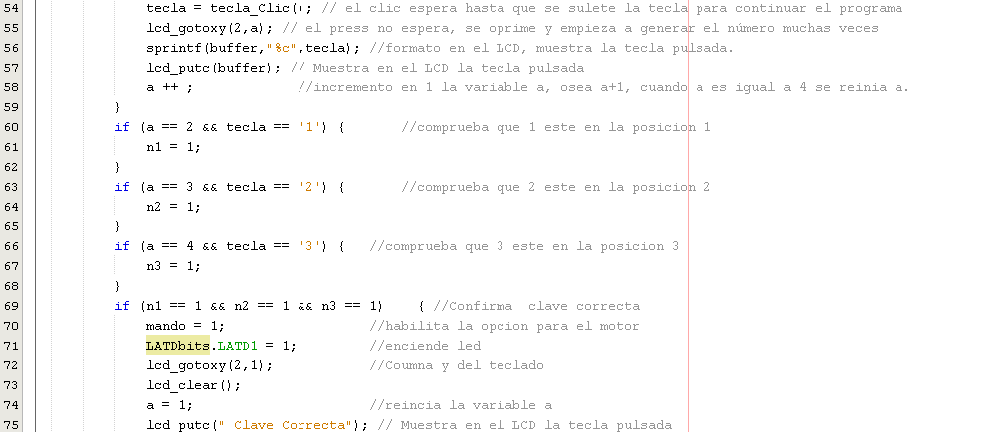 54 tecla = tecla_Clic(); // el clic espera hasta que se sulete la tecla para continuar el programa
55 lcd_gotoxy(2,a); // el press no espera, se oprime y empieza a generar el número muchas veces
56 sprintf(buffer,"%c",tecla); //formato en el LCD, muestra la tecla pulsada.
57 lcd_putc(buffer); // Muestra en el LCD la tecla pulsada
58 a ++ ; //incremento en 1 la variable a, osea a+1, cuando a es igual a 4 se reinia a.
59 }
60 if (a == 2 && tecla == '1') { //comprueba que 1 este en la posicion 1
61 n1 = 1;
62 }
63 if (a == 3 && tecla == '2') { //comprueba que 2 este en la posicion 2
64 n2 = 1;
65 }
66 if (a == 4 && tecla == '3') { //comprueba que 3 este en la posicion 3
67 n3 = 1;
68 }
69 if (n1 == 1 && n2 == 1 && n3 == 1) { //Confirma clave correcta
70 mando = 1; //habilita la opcion para el motor
71 LATDbits.LATD1 = 1; //enciende led
72 lcd_gotoxy(2,1); //Coumna y del teclado
73 lcd_clear();
74 a = 1; //reincia la variable a
75 lcd_putc(" Clave Correcta"); // Muestra en el LCD la tecla pulsada